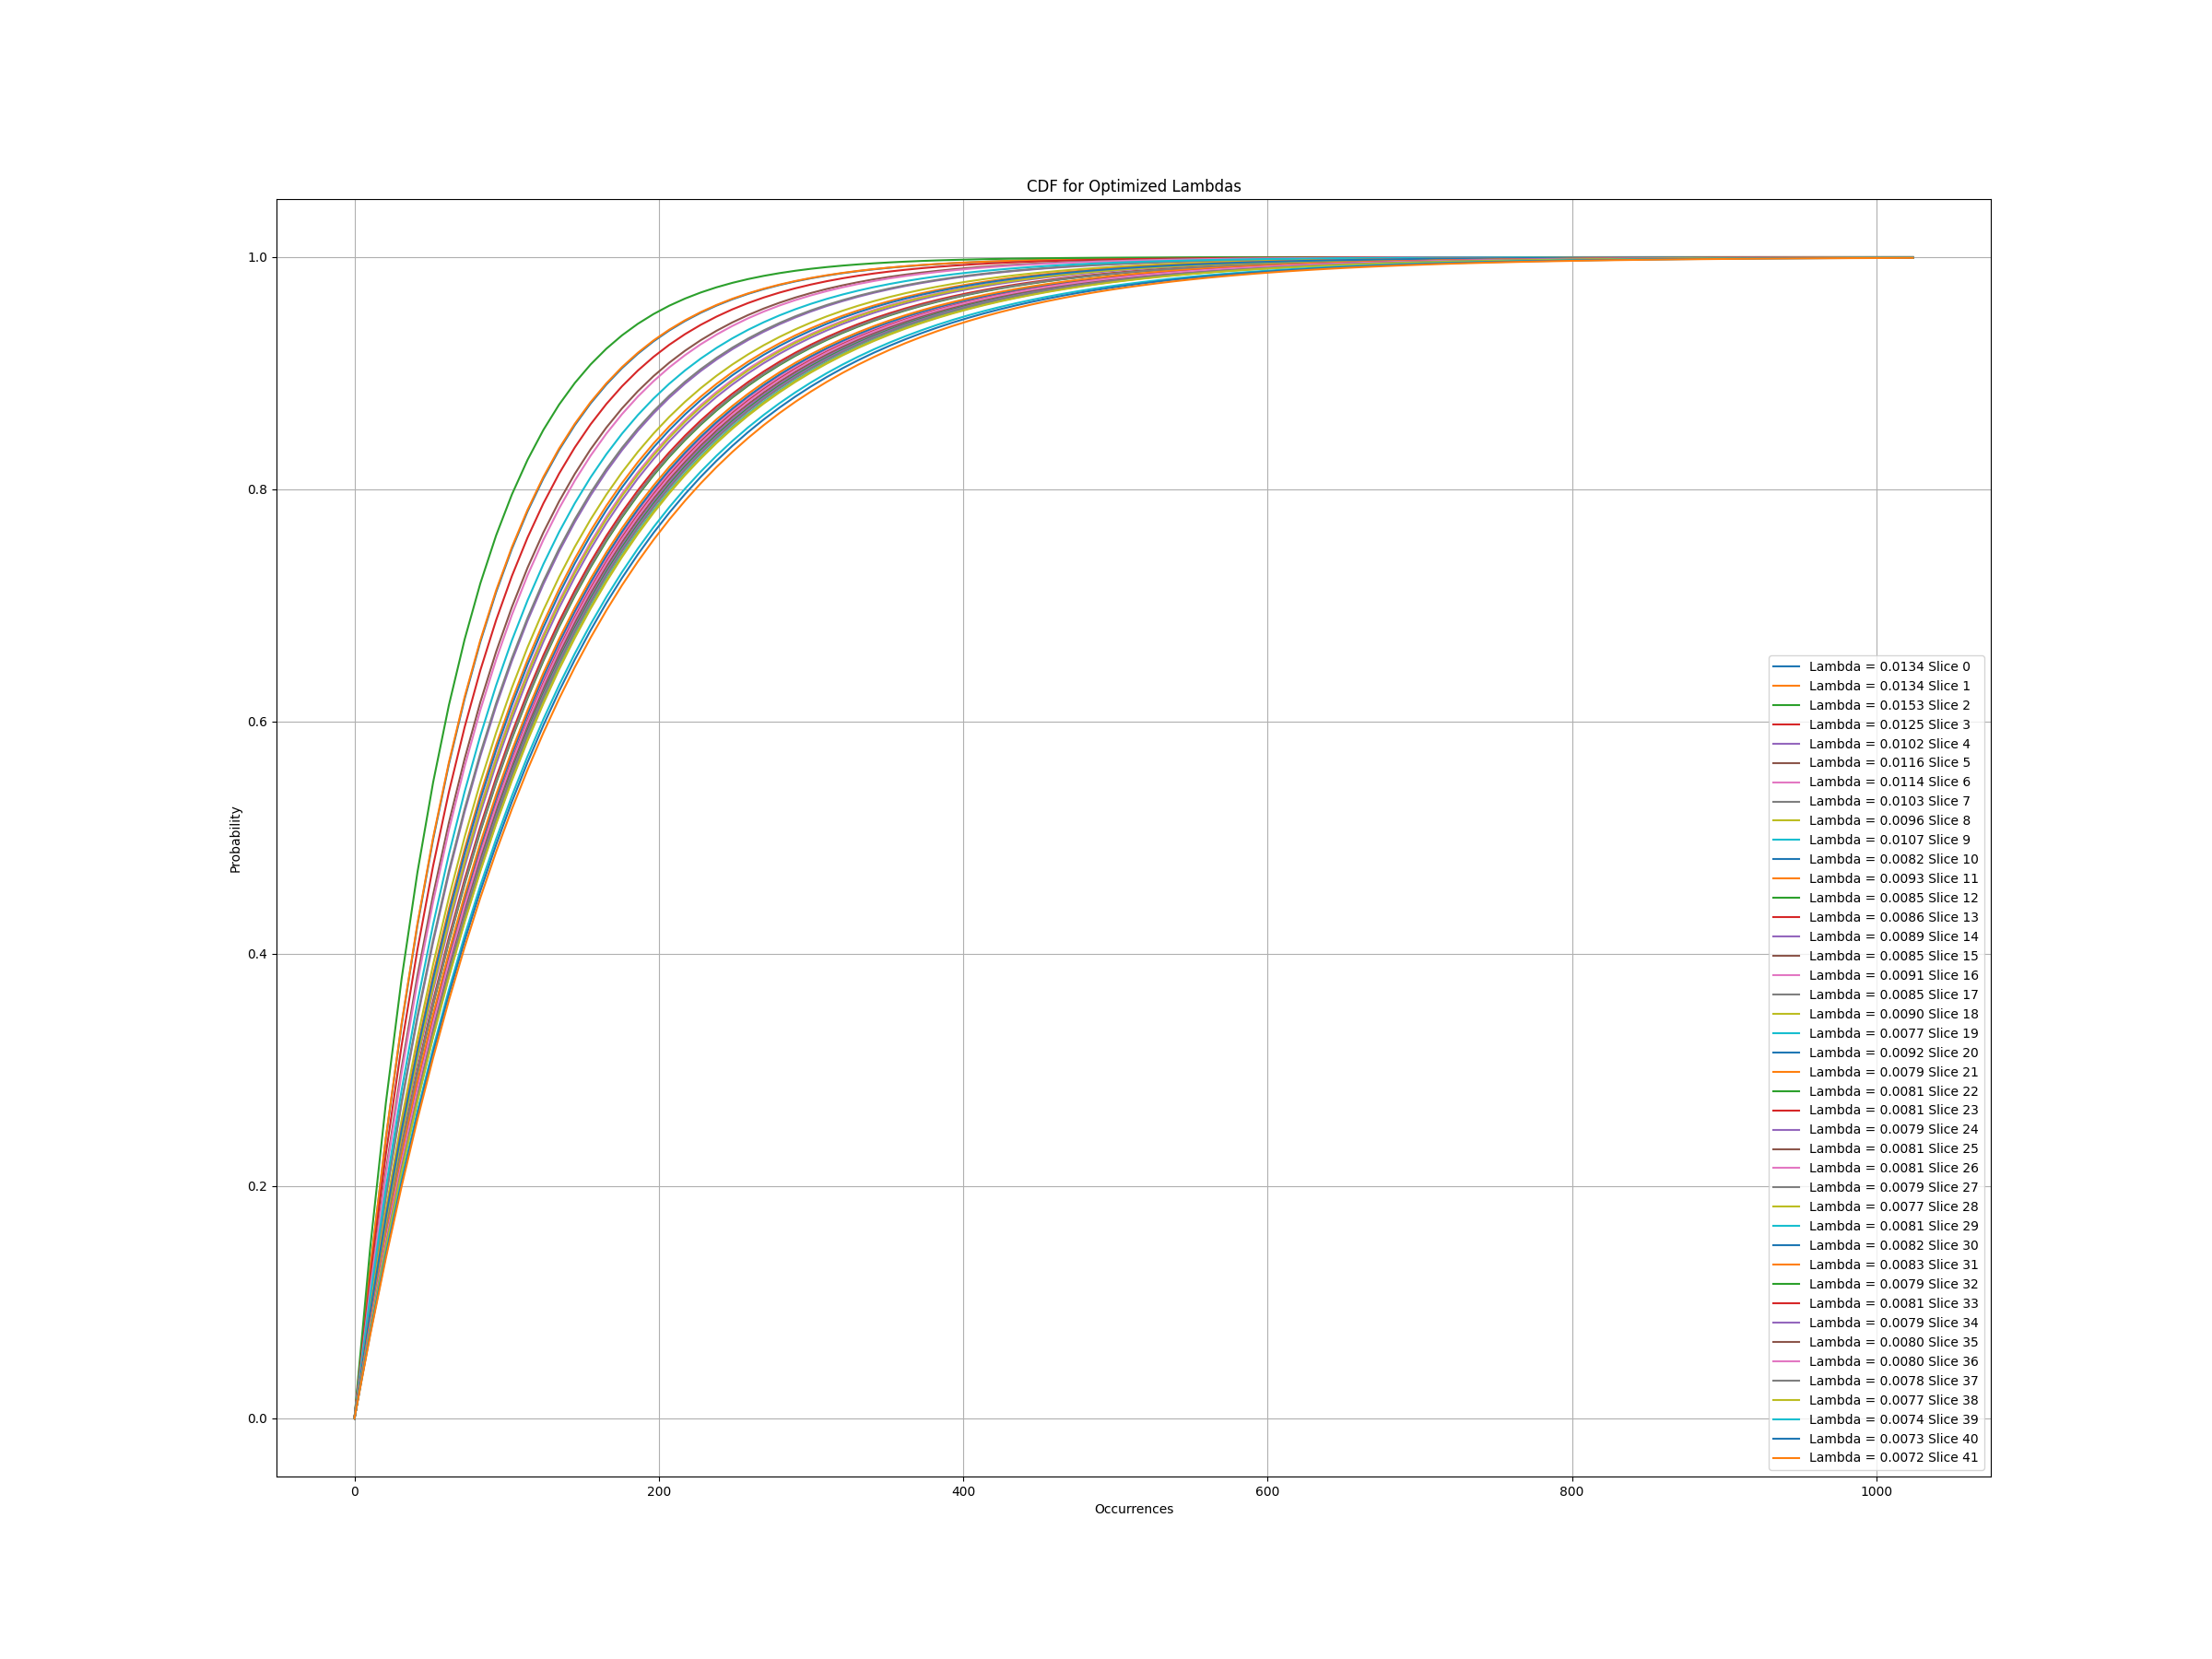 CDF for Optimized Lambdas
1.0
0.8
0.6
0.4
0.2
0.0
Probability
Lambda = 0.0134 Slice 0
Lambda = 0.0134 Slice 1
Lambda = 0.0153 Slice 2
Lambda = 0.0125 Slice 3
Lambda = 0.0102 Slice 4
Lambda = 0.0116 Slice 5
Lambda = 0.0114 Slice 6
Lambda = 0.0103 Slice 7
Lambda = 0.0096 Slice 8
Lambda = 0.0107 Slice 9
Lambda = 0.0082 Slice 10
Lambda = 0.0093 Slice 11
Lambda = 0.0085 Slice 12
Lambda = 0.0086 Slice 13
Lambda = 0.0089 Slice 14
Lambda = 0.0085 Slice 15
Lambda = 0.0091 Slice 16
Lambda = 0.0085 Slice 17
Lambda = 0.0090 Slice 18
Lambda = 0.0077 Slice 19
Lambda = 0.0092 Slice 20
Lambda = 0.0079 Slice 21
Lambda = 0.0081 Slice 22
Lambda = 0.0081 Slice 23
Lambda = 0.0079 Slice 24
Lambda = 0.0081 Slice 25
Lambda = 0.0081 Slice 26
Lambda = 0.0079 Slice 27
Lambda = 0.0077 Slice 28
Lambda = 0.0081 Slice 29
Lambda = 0.0082 Slice 30
Lambda = 0.0083 Slice 31
Lambda = 0.0079 Slice 32
Lambda = 0.0081 Slice 33
Lambda = 0.0079 Slice 34
Lambda = 0.0080 Slice 35
Lambda = 0.0080 Slice 36
Lambda = 0.0078 Slice 37
Lambda = 0.0077 Slice 38
Lambda = 0.0074 Slice 39
Lambda = 0.0073 Slice 40
Lambda = 0.0072 Slice 41
0 200 400 600 800 1000
Occurrences